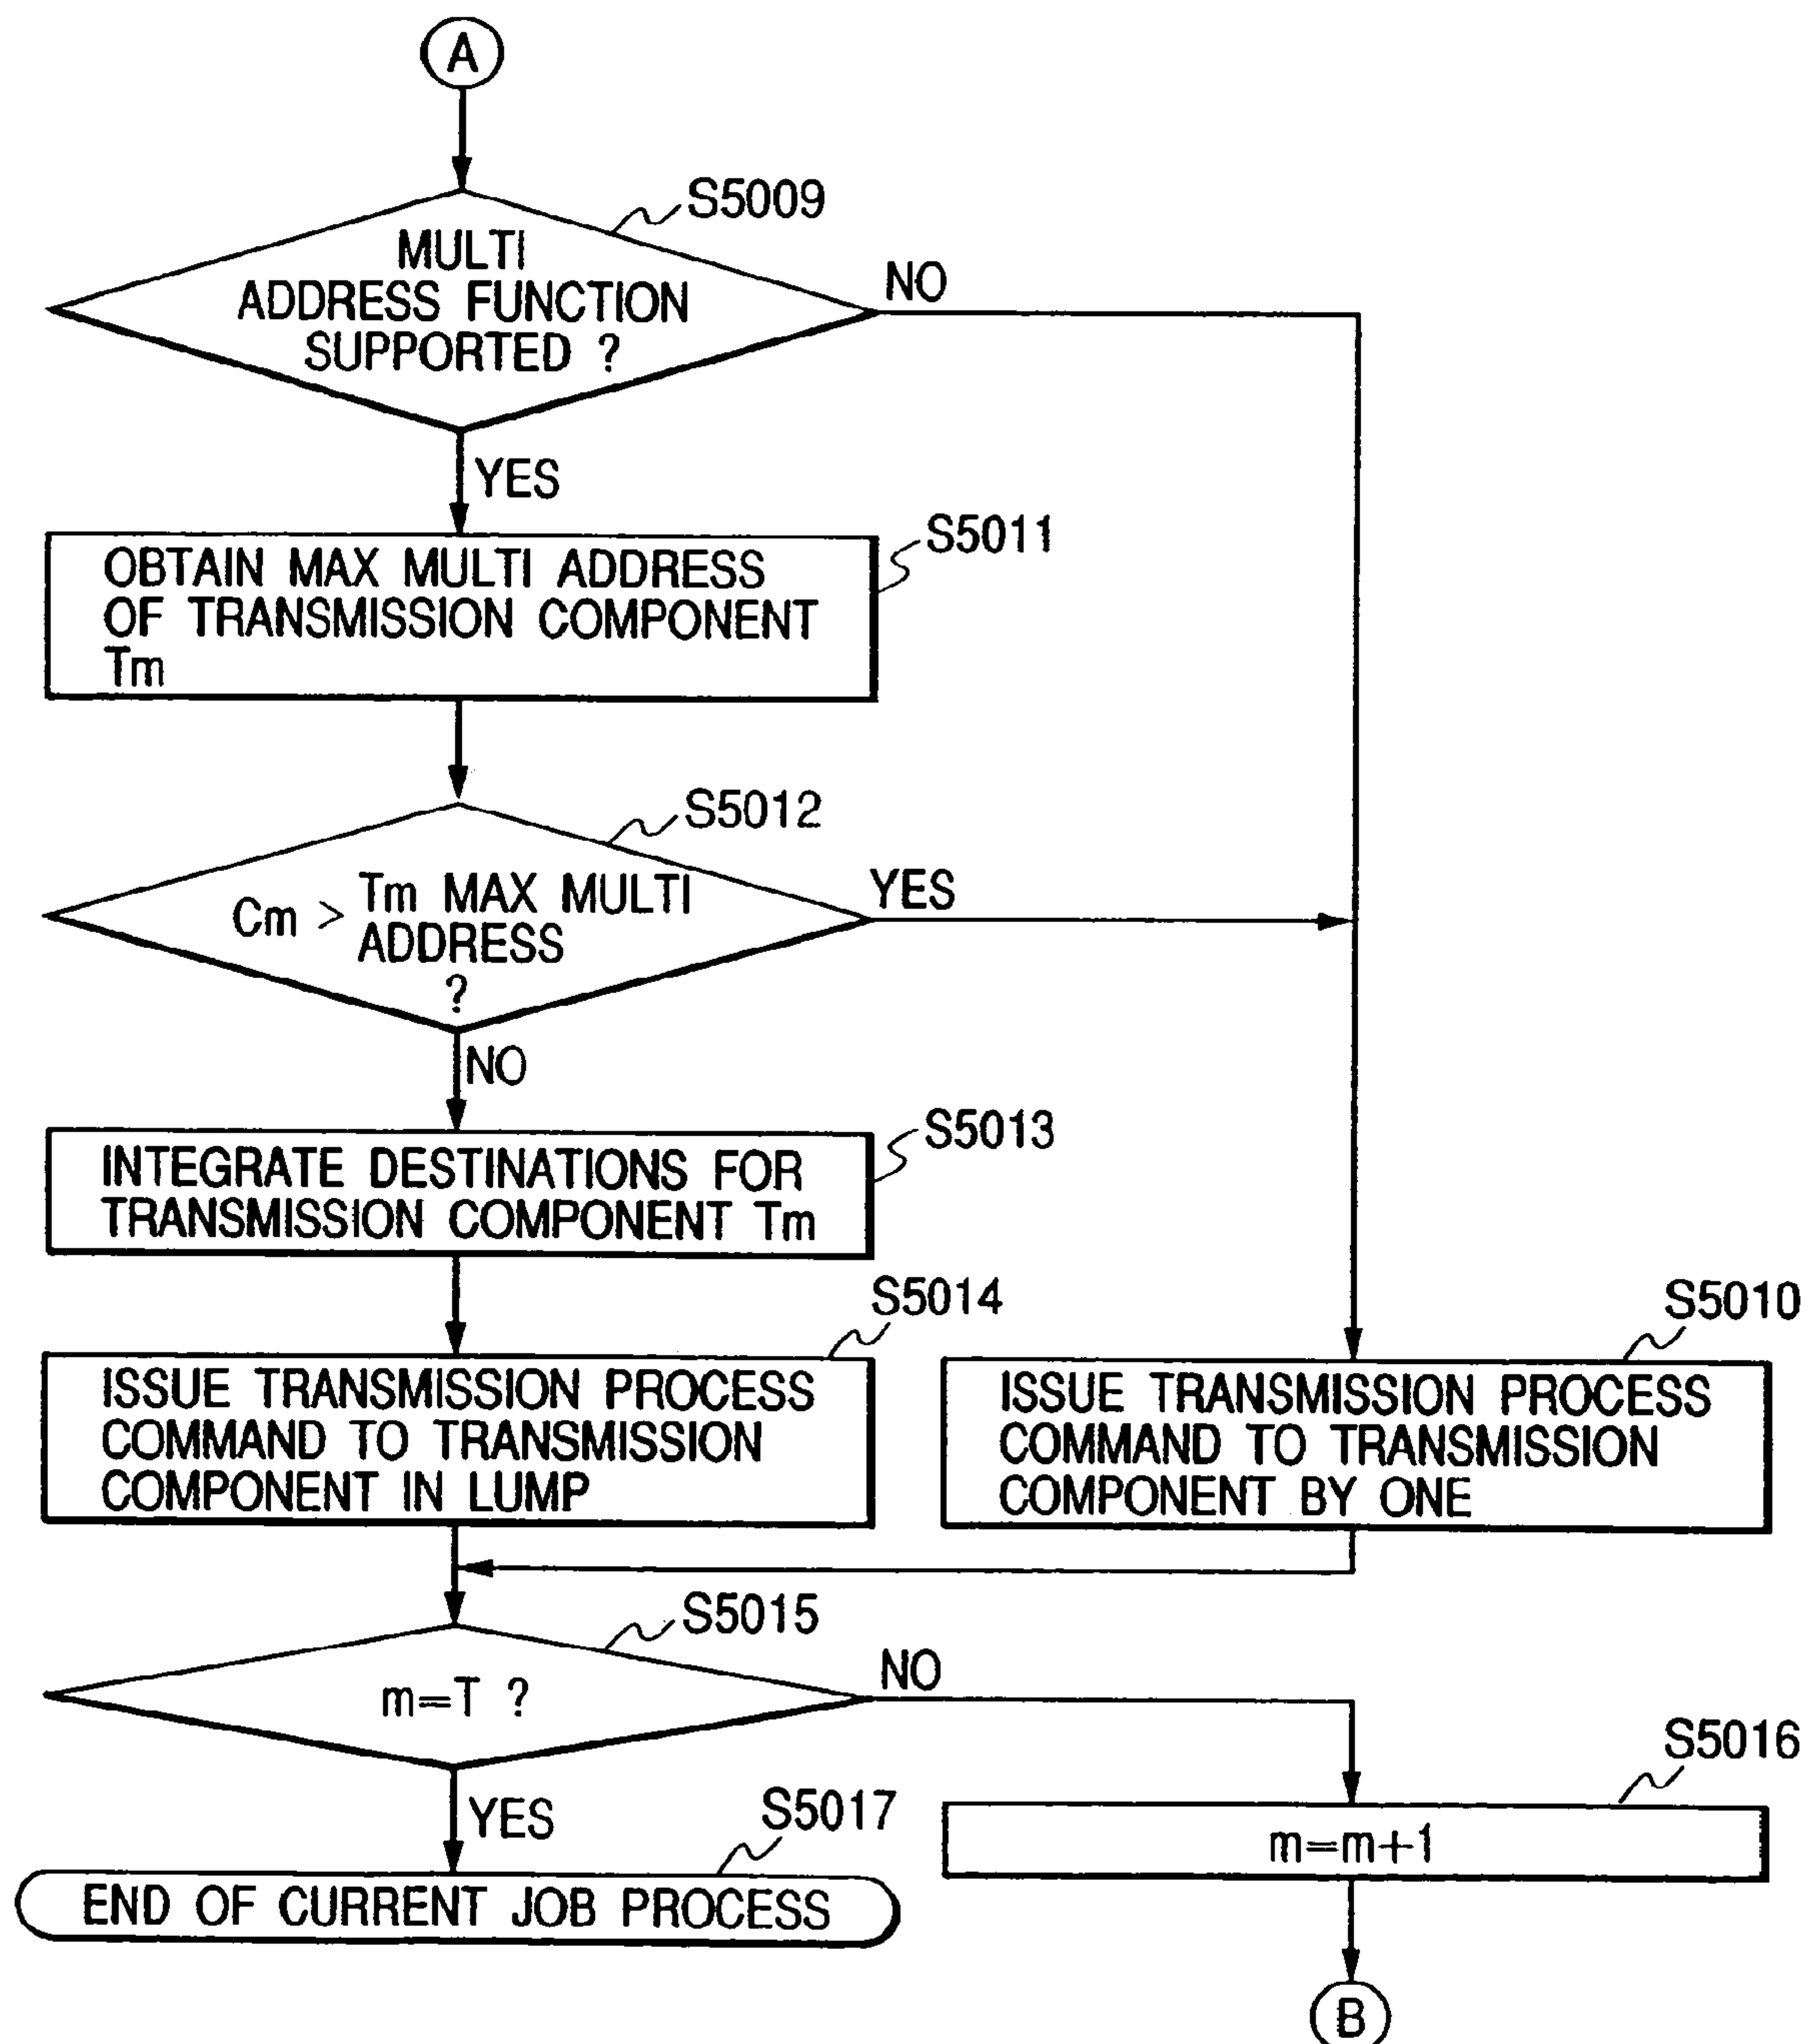 A
S5009
MULTI
ADDRESS FUNCTION
SUPPORTED ?
NO
YES
S5011
OBTAIN MAX MULTI ADDRESS
OF TRANSMISSION COMPONENT
Tm
S5012
Cm > Tm MAX MULTI
ADDRESS
?
YES
NO
S5013
INTEGRATE DESTINATIONS FOR
TRANSMISSION COMPONENT Tm
S5014
ISSUE TRANSMISSION PROCESS
COMMAND TO TRANSMISSION
COMPONENT IN LUMP
S5010
ISSUE TRANSMISSION PROCESS
COMMAND TO TRANSMISSION
COMPONENT BY ONE
S5015
m=T ?
NO
YES
S5016
m=m+1
S5017
END OF CURRENT JOB PROCESS
B